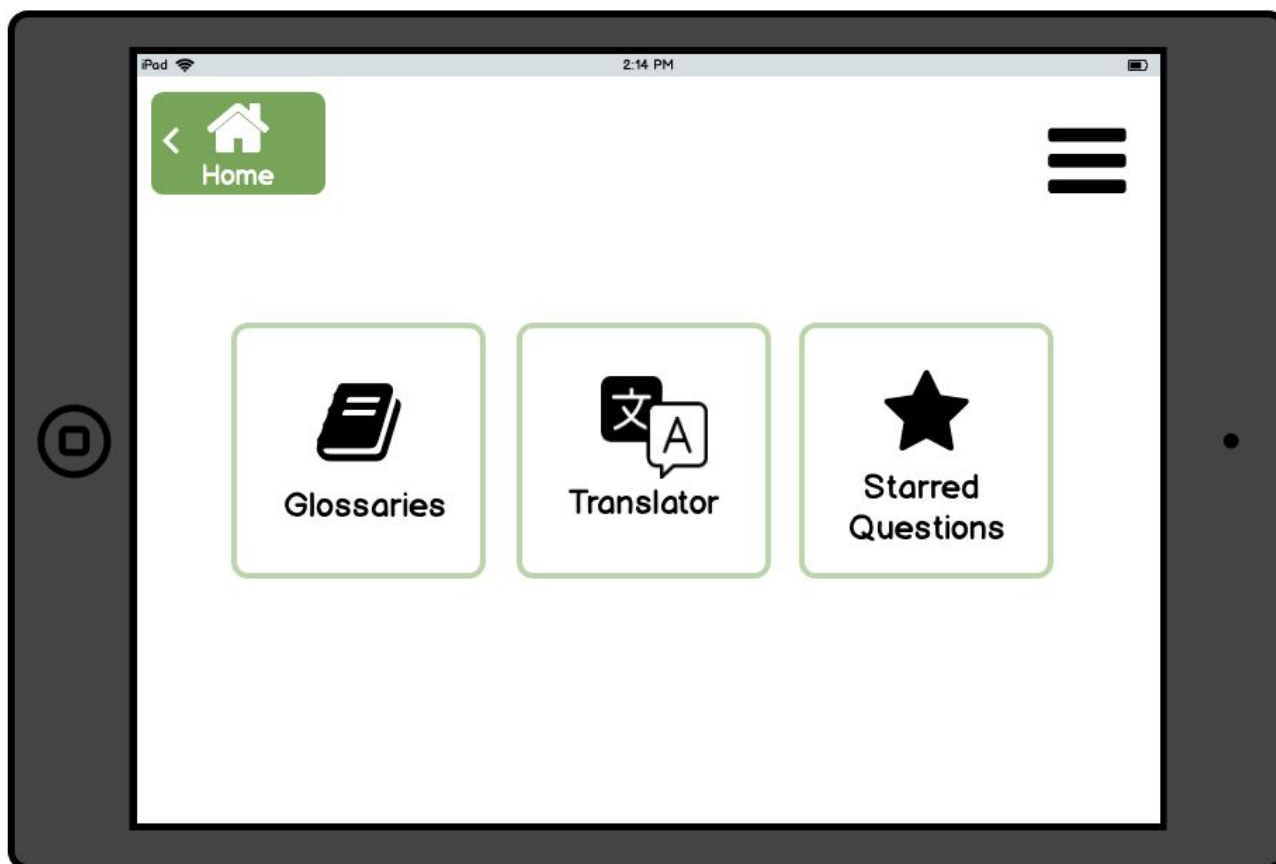 iPad
2:14 PM
Home
Glossaries
文
A
Translator
Starred
Questions